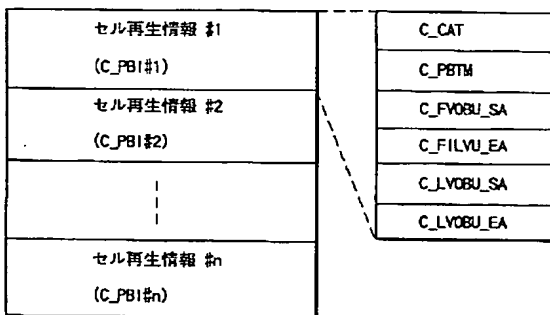 セル再生情報 #1
(C_PBI#1)
セル再生情報 #2
(C_PBI#2)
セル再生情報 #n
(C_PBI#n)
C_CAT
C_PBTM
C_FVOBU_SA
C_FILVU_EA
C_LVOBU_SA
C_LVOBU_EA